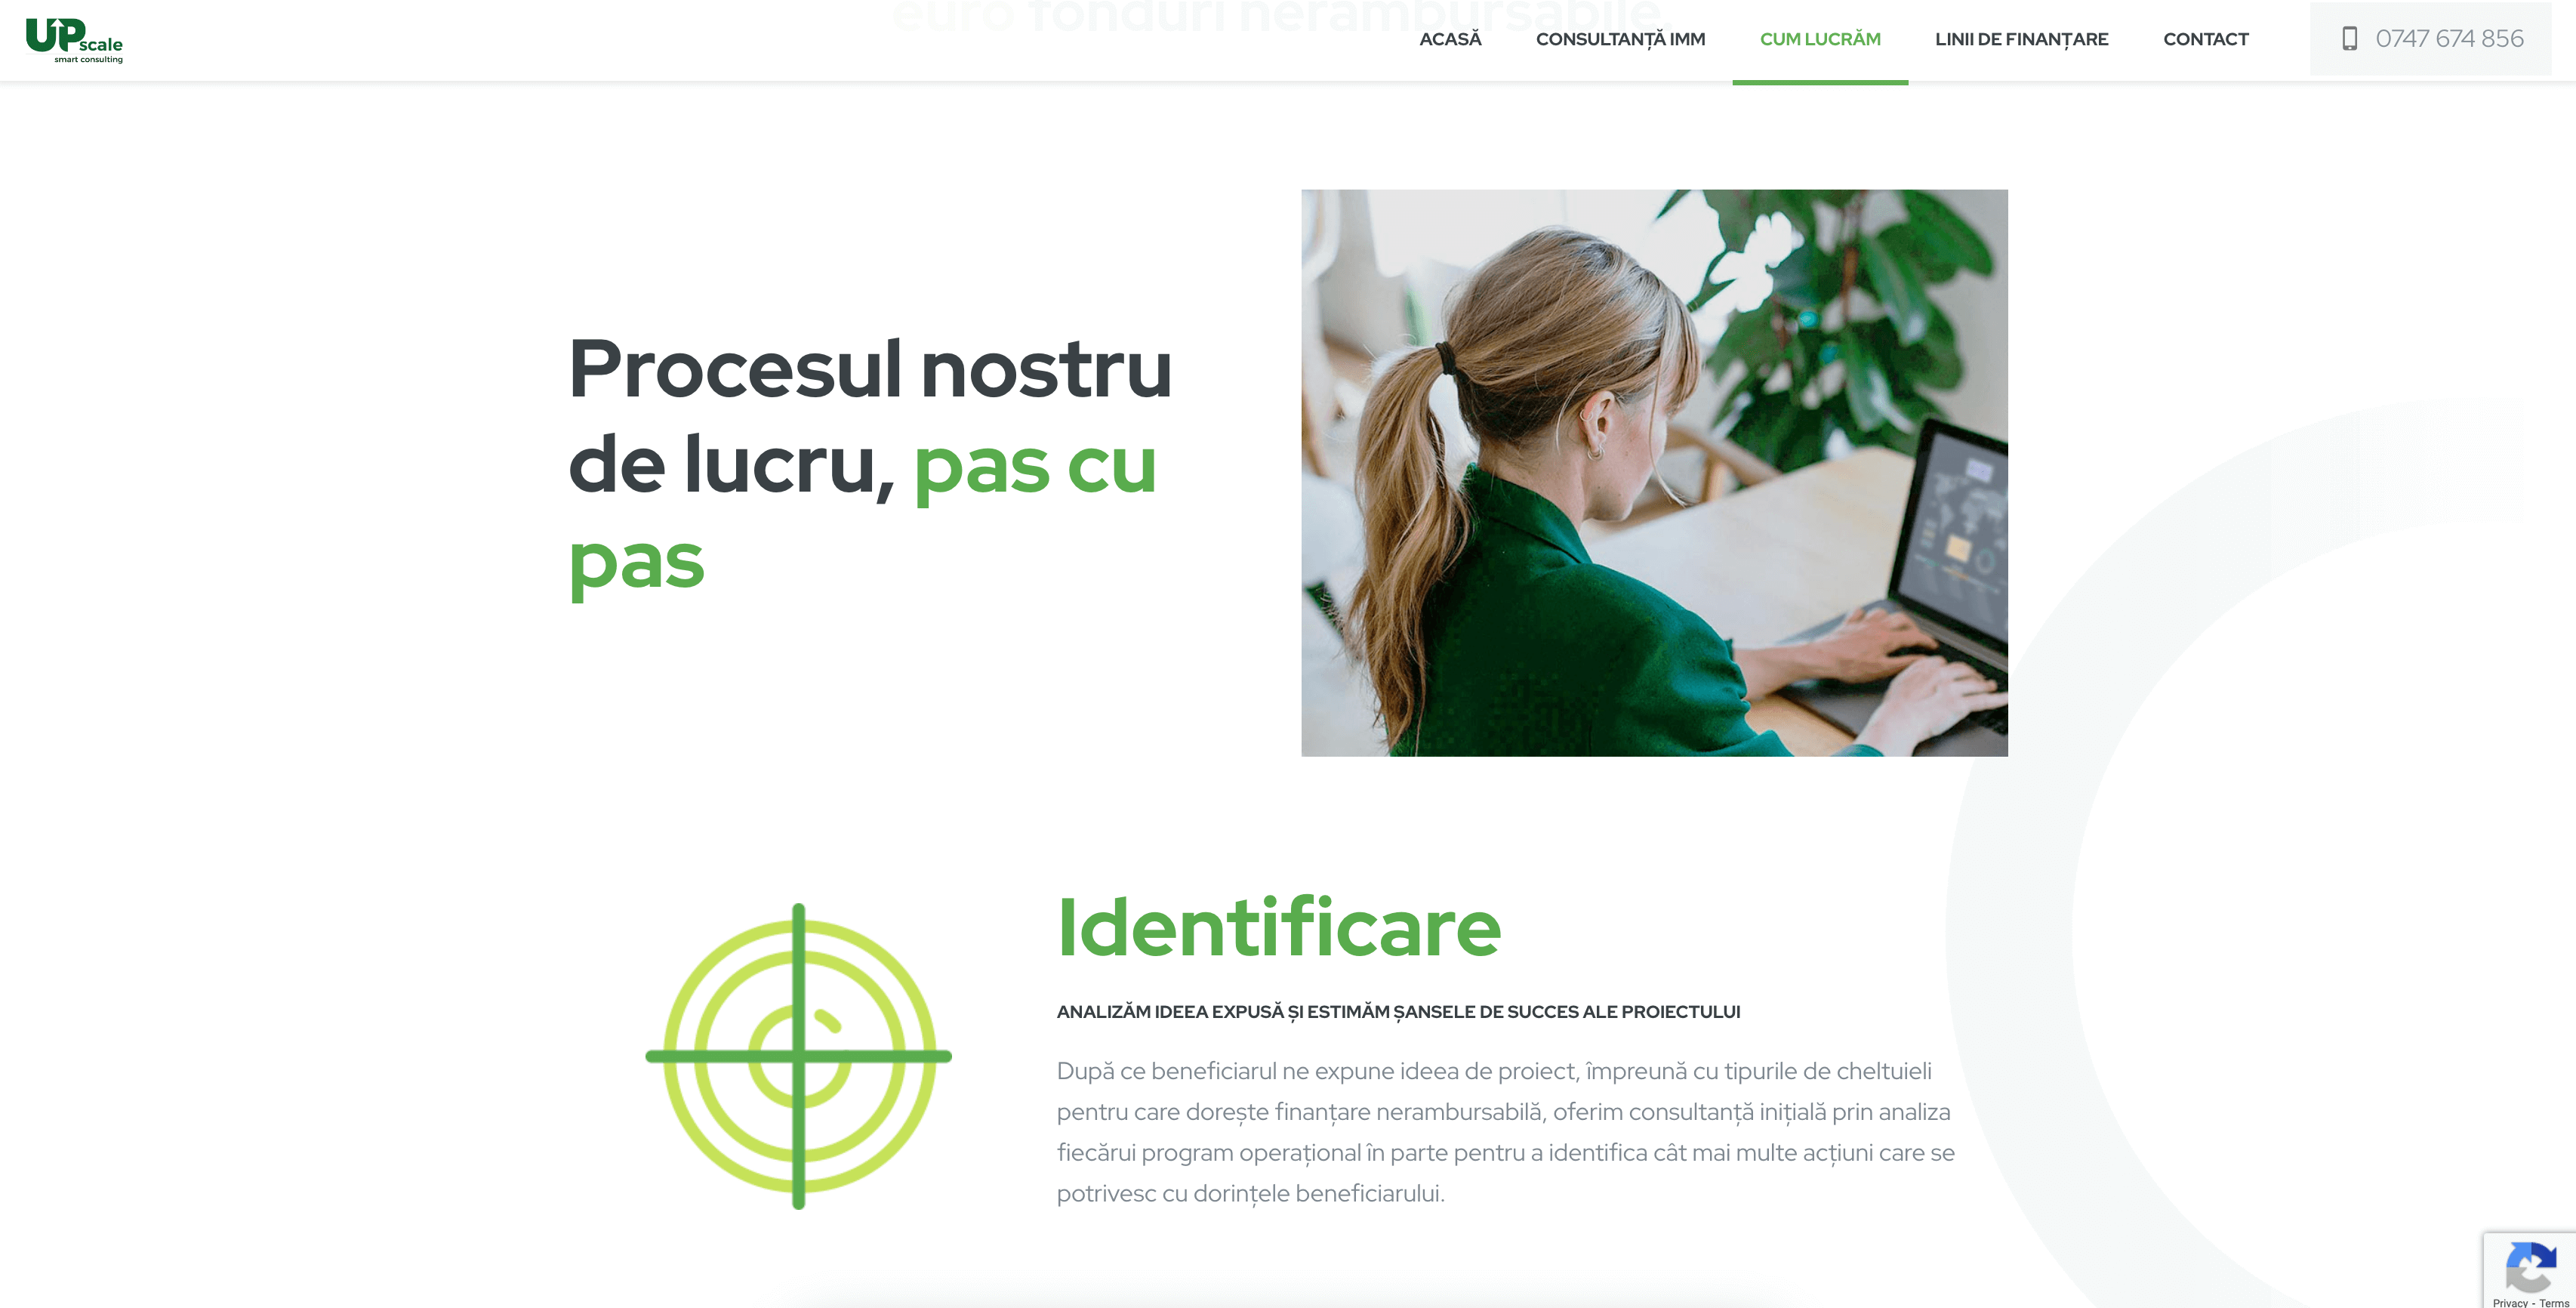 euro fonduri nerambursabile.
UPscale
smart consulting
ACASĂ
CONSULTANȚĂ IMM
CUM LUCRĂM
LINII DE FINANȚARE
CONTACT
0747 674 856
Procesul nostru
de lucru, pas cu
pas
Identificare
ANALIZĂM IDEEA EXPUSĂ ȘI ESTIMĂM ȘANSELE DE SUCCES ALE PROIECTULUI
După ce beneficiarul ne expune ideea de proiect, împreună cu tipurile de cheltuieli
pentru care dorește finanțare nerambursabilă, oferim consultanță inițială prin analiza
fiecărui program operațional în parte pentru a identifica cât mai multe acțiuni care se
potrivesc cu dorințele beneficiarului.
Privacy - Terms